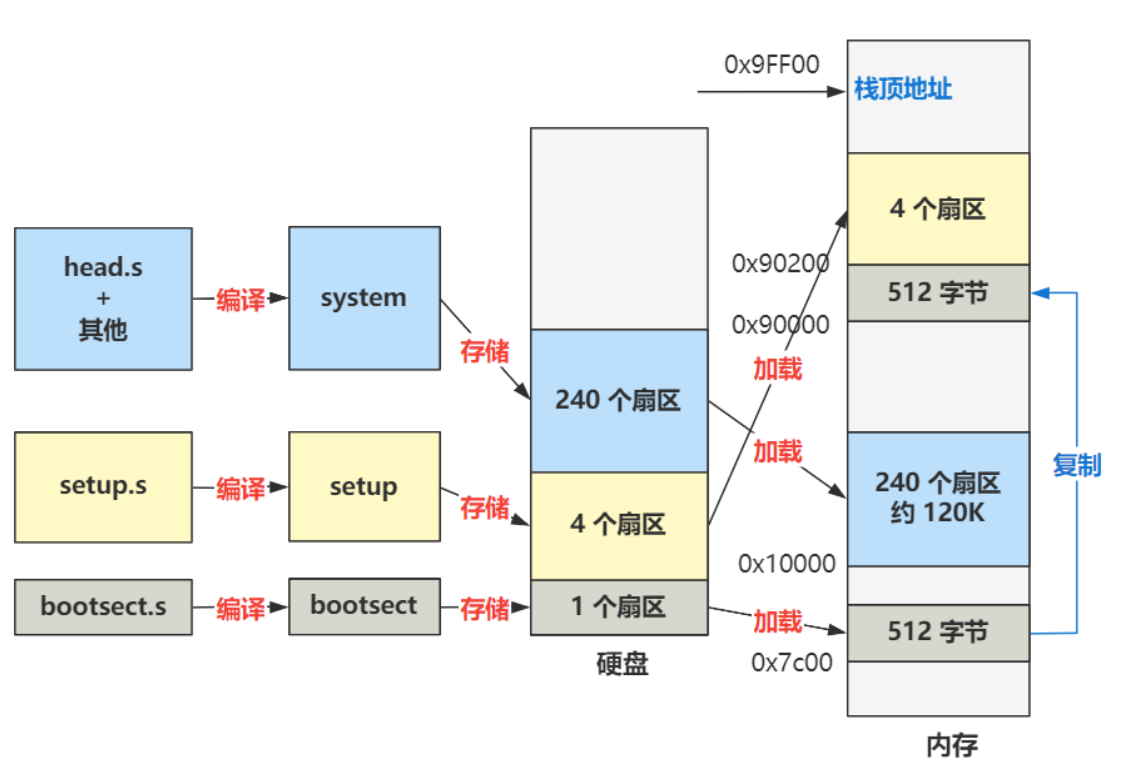 0x9FF00
栈顶地址
4 个扇区
0x90200
512 字节
0x90000
head.s
+
其他
编译
system
存储
240 个扇区
加载
加载
240 个扇区
约 120K
复制
setup.s
编译
setup
存储
4 个扇区
0x10000
bootsect.s
编译
bootsect
存储
1 个扇区
加载
512 字节
0x7c00
硬盘
内存